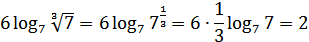 6 log₇ ∛7 = 6 log₇ 7^(1/3) = 6 · 1/3 log₇ 7 = 2